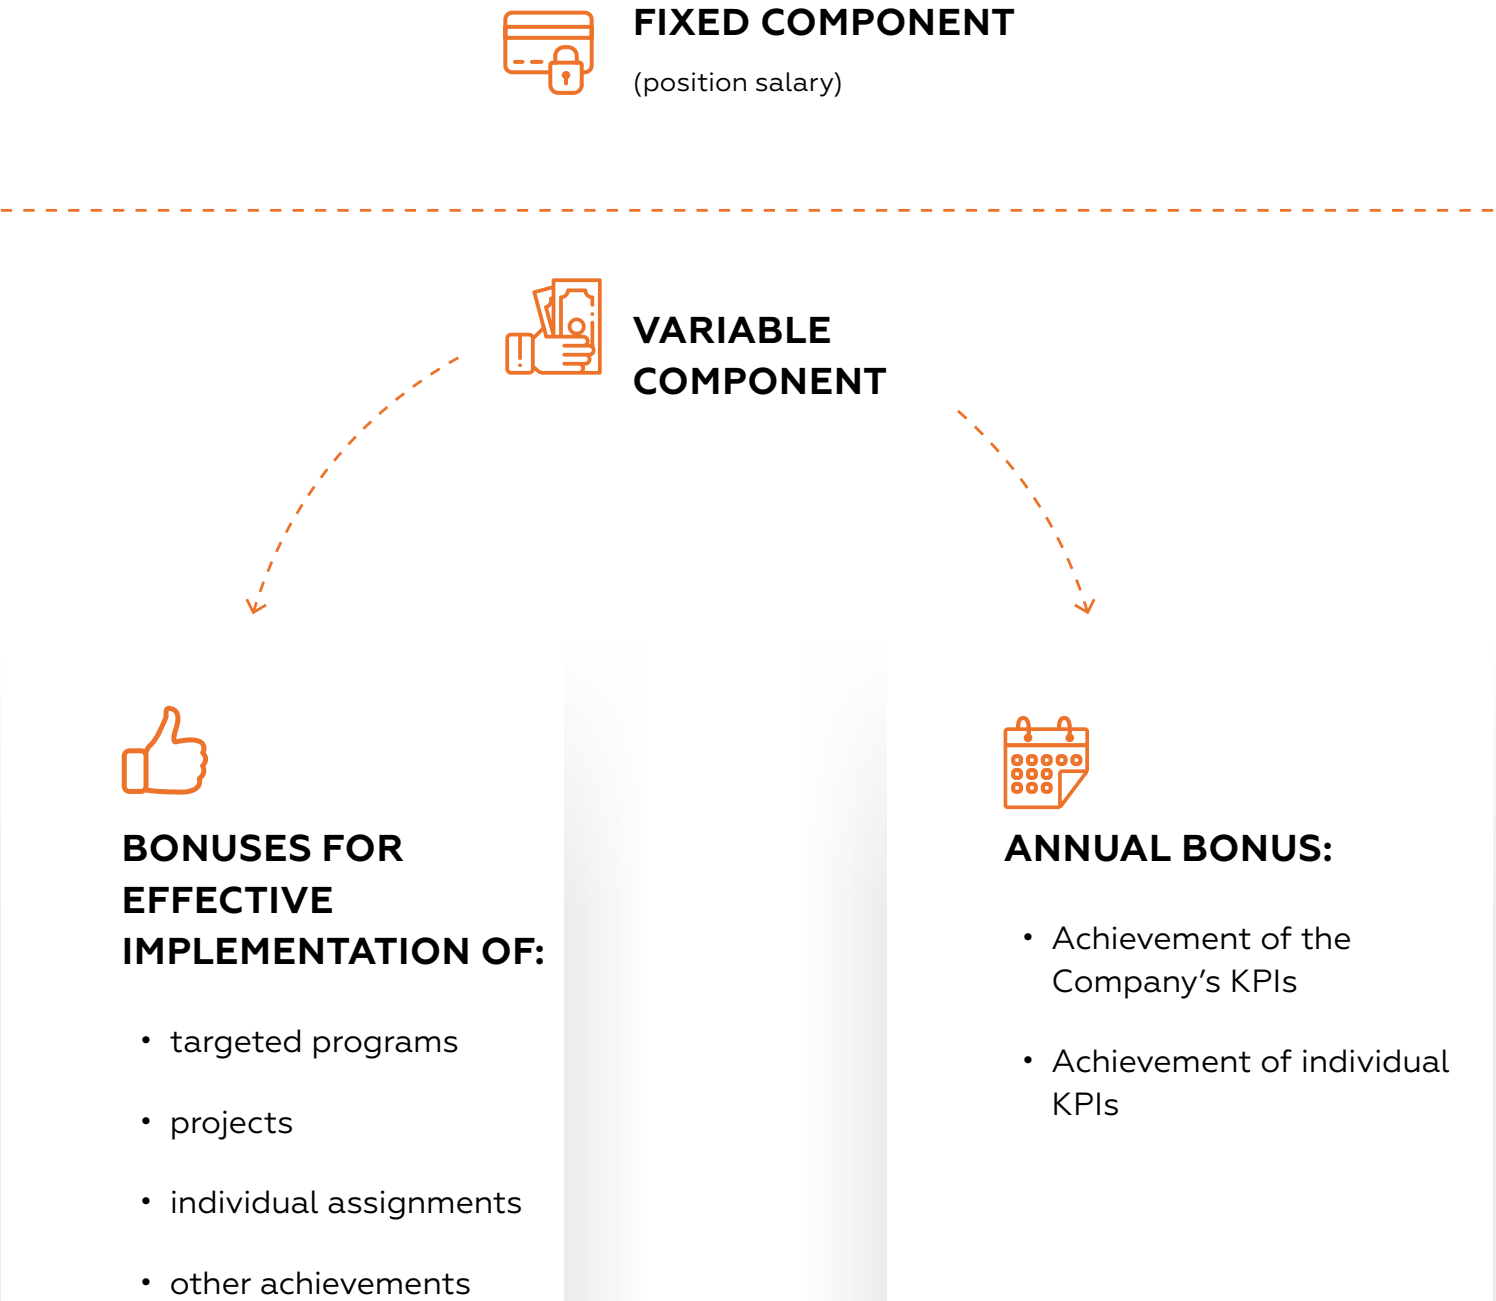 FIXED COMPONENT
(position salary)
VARIABLE
COMPONENT
BONUSES FOR
EFFECTIVE
IMPLEMENTATION OF:
• targeted programs
• projects
• individual assignments
• other achievements
ANNUAL BONUS:
• Achievement of the
Company’s KPIs
• Achievement of individual
KPIs